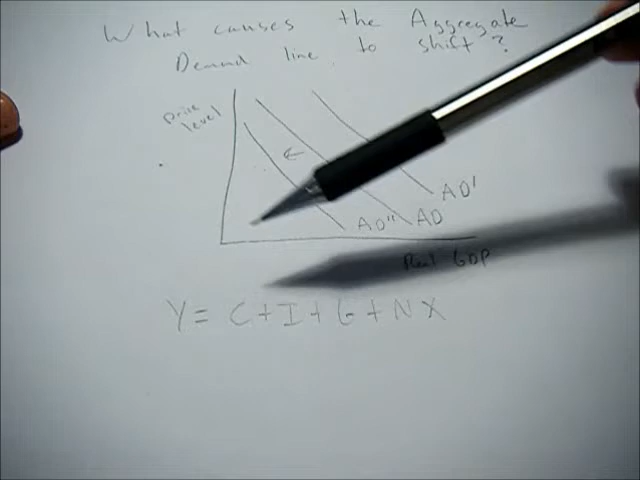 What causes the Aggregate
Demand line to shift?
Price
level
AD'
AD
AD"
Real GDP
Y = C + I + G + NX